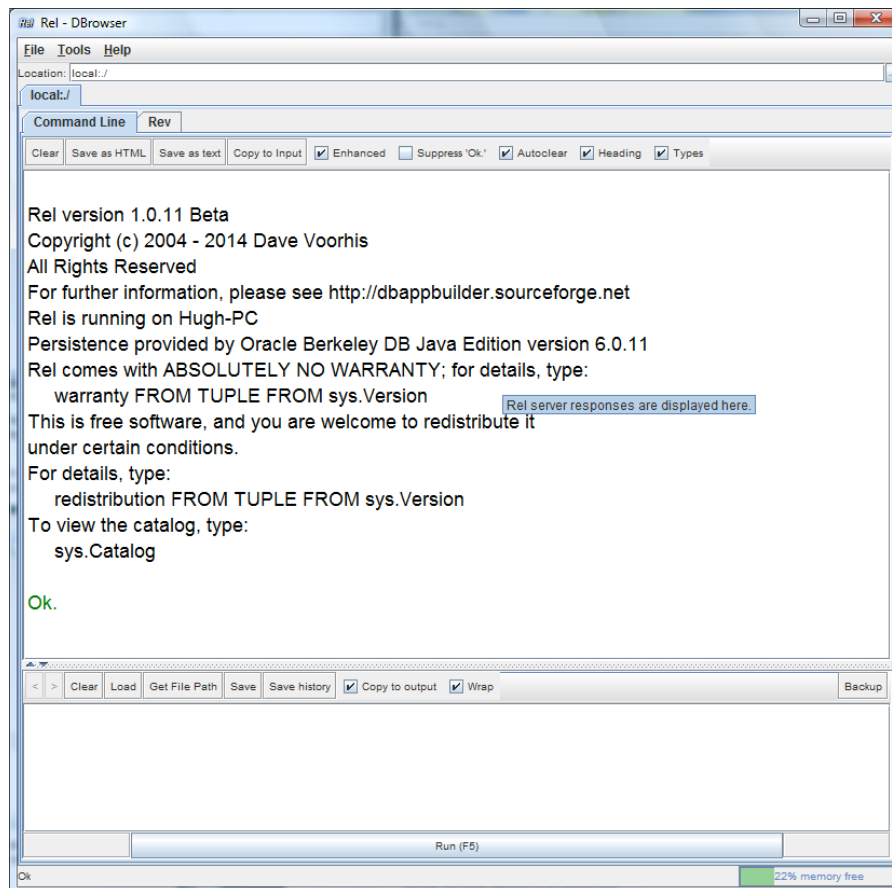 Rel Rel - DBrowser
File Tools Help
Location: local:./
local:./
Command Line Rev
Clear Save as HTML Save as text Copy to Input Enhanced Suppress 'Ok.' Autoclear Heading Types
Rel version 1.0.11 Beta
Copyright (c) 2004 - 2014 Dave Voorhis
All Rights Reserved
For further information, please see http://dbappbuilder.sourceforge.net
Rel is running on Hugh-PC
Persistence provided by Oracle Berkeley DB Java Edition version 6.0.11
Rel comes with ABSOLUTELY NO WARRANTY; for details, type:
warranty FROM TUPLE FROM sys.Version
Rel server responses are displayed here.
This is free software, and you are welcome to redistribute it
under certain conditions.
For details, type:
redistribution FROM TUPLE FROM sys.Version
To view the catalog, type:
sys.Catalog
Ok.
< > Clear Load Get File Path Save Save history Copy to output Wrap Backup
Run (F5)
Ok 22% memory free